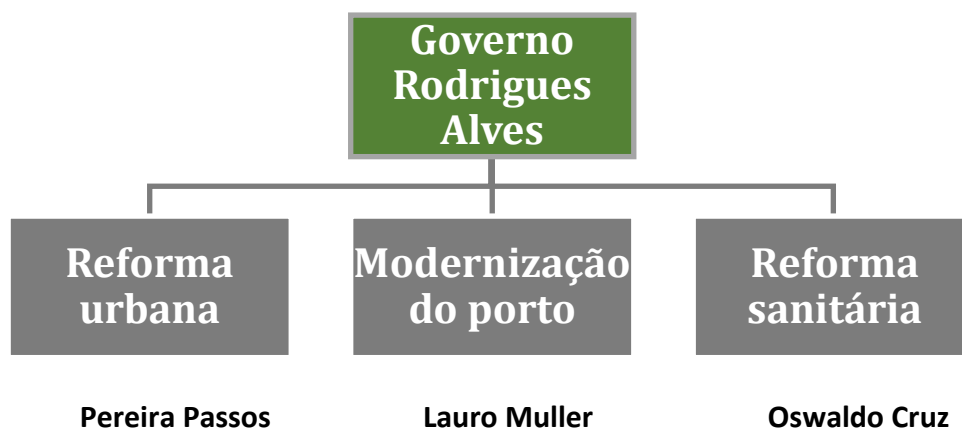 Governo
Rodrigues
Alves
Reforma
urbana
Modernização
do porto
Reforma
sanitária
Pereira Passos
Lauro Muller
Oswaldo Cruz